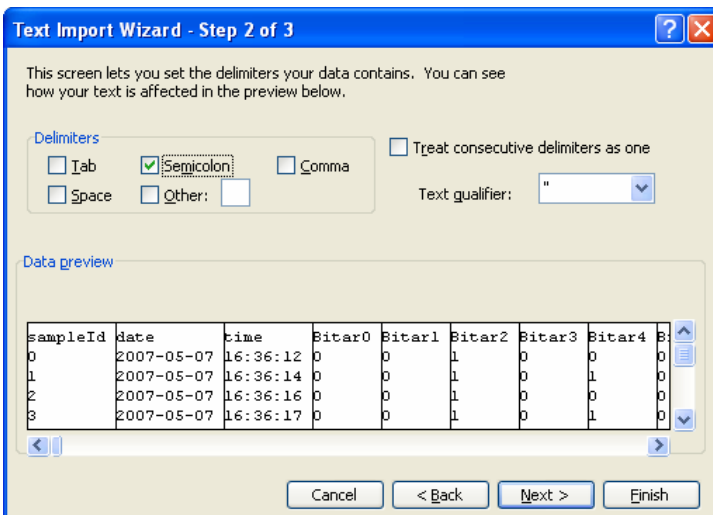 Text Import Wizard - Step 2 of 3
This screen lets you set the delimiters your data contains. You can see
how your text is affected in the preview below.
Delimiters
Tab Semicolon Comma
Space Other:
Treat consecutive delimiters as one
Text qualifier: "
Data preview
sampleId date time Bitar0 Bitar1 Bitar2 Bitar3 Bitar4 Bi
0 2007-05-07 16:36:12 0 0 1 0 0 0
1 2007-05-07 16:36:14 0 0 1 0 1 0
2 2007-05-07 16:36:16 0 0 1 0 0 0
3 2007-05-07 16:36:17 0 0 1 0 1 0
Cancel < Back Next > Finish